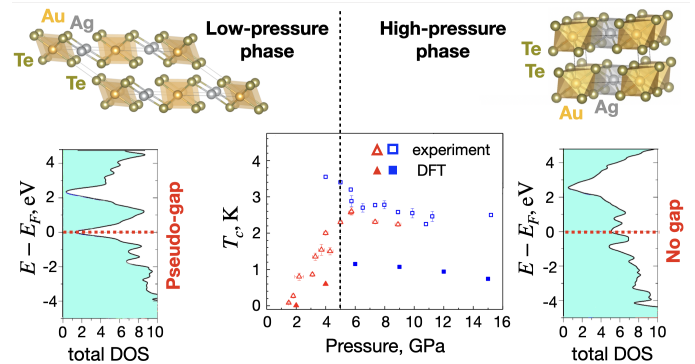 Au Ag
Te
Te
Low-pressure
phase
High-pressure
phase
Te
Te
Au Ag
E − E_F, eV
4
2
0
−2
−4
0 2 4 6 8 10
total DOS
Pseudo-gap
T_c, K
4
3
2
1
0
0 2 4 6 8 10 12 14 16
Pressure, GPa
experiment
DFT
E − E_F, eV
4
2
0
−2
−4
0 2 4 6 8 10
total DOS
No gap